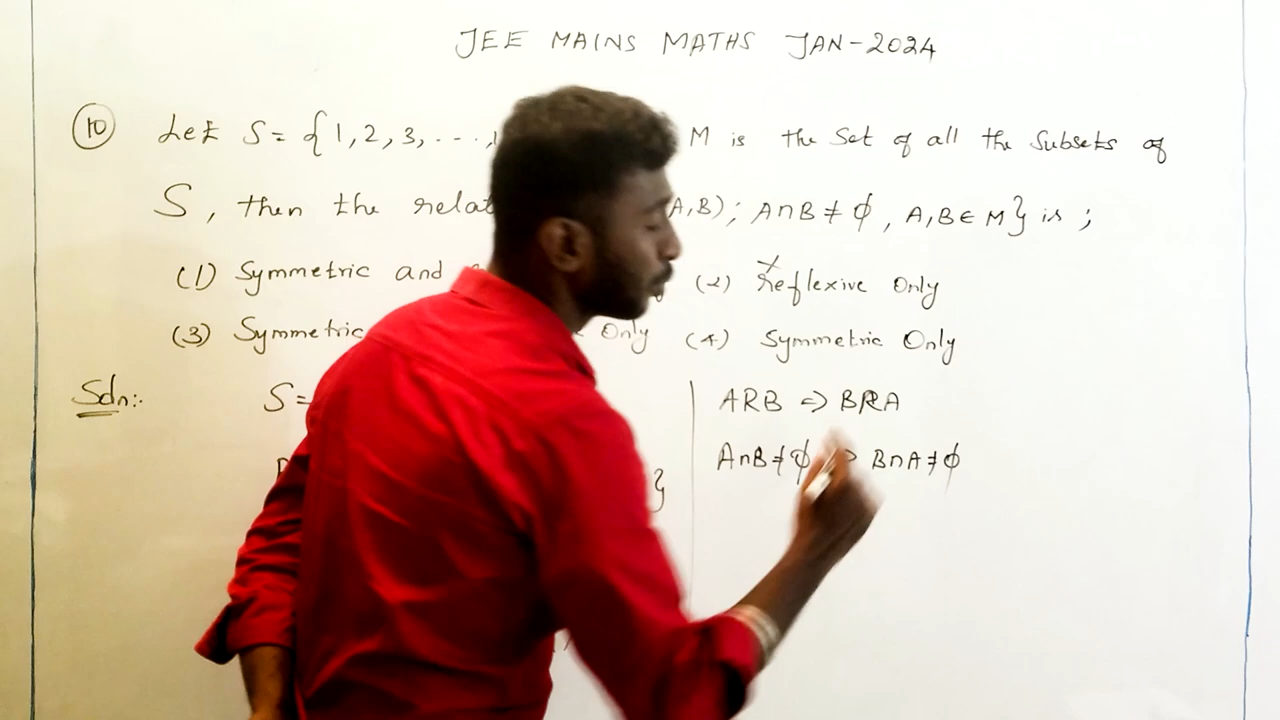 JEE MAINS MATHS JAN-2024
(10) Let S = {1, 2, 3, ---, M is the Set of all the Subsets of
S, then the relat A,B); A∩B ≠ ϕ, A,B ∈ M} is ;
(1) Symmetric and (2) Reflexive Only
(3) Symmetric Only (4) Symmetric Only
Soln:- S = ARB => BRA
} A∩B ≠ ϕ => B∩A ≠ ϕ